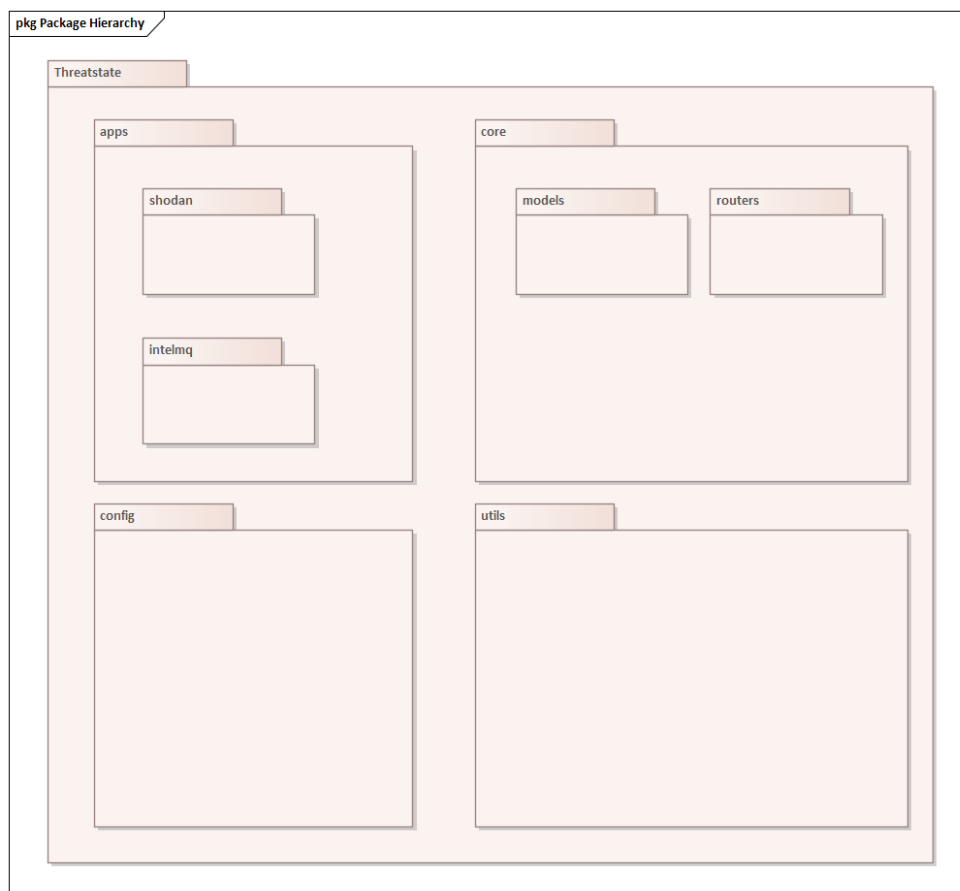 pkg Package Hierarchy
Threatstate
apps
core
shodan
models
routers
intelmq
config
utils